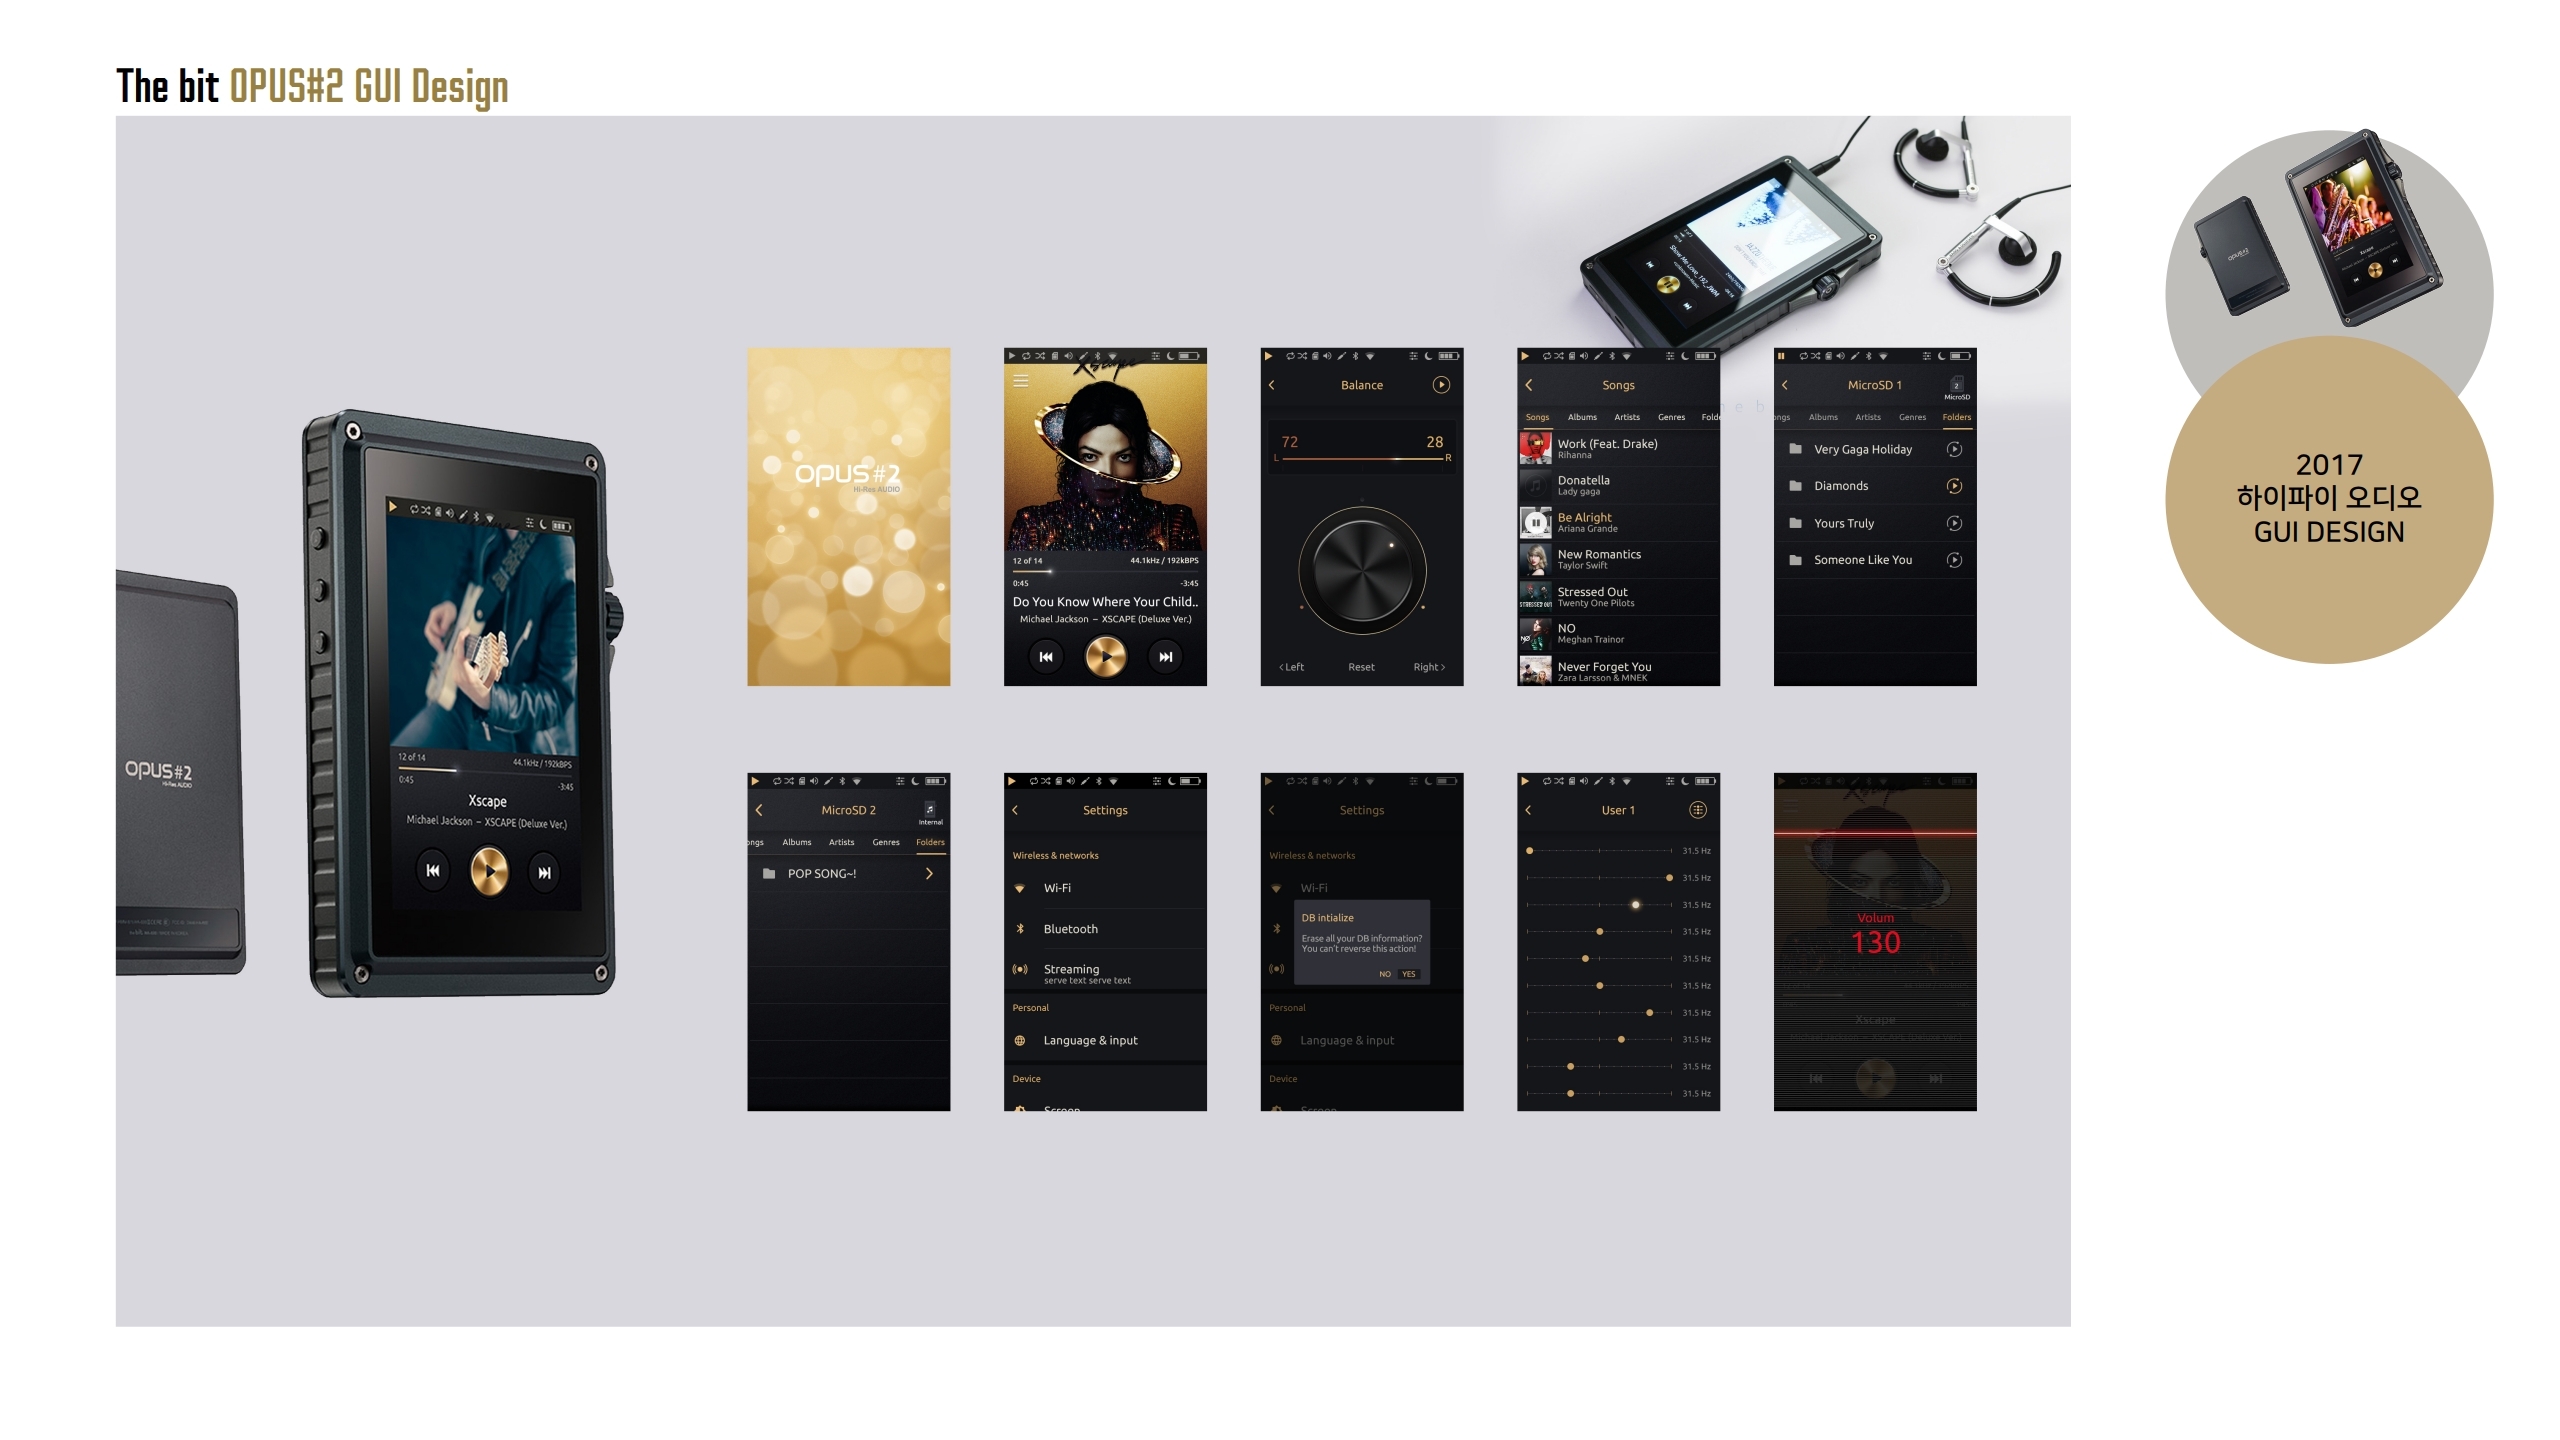 The bit OPUS#2 GUI Design
2017
하이파이 오디오
GUI DESIGN
OPUS#2
Hi-Res AUDIO
12 of 14
44.1kHz / 192kBPS
0:45
-3:45
Xscape
Michael Jackson – XSCAPE (Deluxe Ver.)
OPUS#2
Hi-Res AUDIO
Xscape
12 of 14
44.1kHz / 192kBPS
0:45
-3:45
Do You Know Where Your Child..
Michael Jackson – XSCAPE (Deluxe Ver.)
Balance
72
28
L
R
< Left
Reset
Right >
Songs
Songs Albums Artists Genres Folde
Work (Feat. Drake)
Rihanna
Donatella
Lady gaga
Be Alright
Ariana Grande
New Romantics
Taylor Swift
Stressed Out
Twenty One Pilots
NO
Meghan Trainor
Never Forget You
Zara Larsson & MNEK
MicroSD 1
2
MicroSD
ongs Albums Artists Genres Folders
Very Gaga Holiday
Diamonds
Yours Truly
Someone Like You
MicroSD 2
Internal
ongs Albums Artists Genres Folders
POP SONG~!
Settings
Wireless & networks
Wi-Fi
Bluetooth
Streaming
serve text serve text
Personal
Language & input
Device
Screen
Settings
Wireless & networks
Wi-Fi
DB intialize
Erase all your DB information?
You can't reverse this action!
NO YES
Personal
Language & input
Device
Screen
User 1
31.5 Hz
31.5 Hz
31.5 Hz
31.5 Hz
31.5 Hz
31.5 Hz
31.5 Hz
31.5 Hz
31.5 Hz
31.5 Hz
Volum
130
Xscape